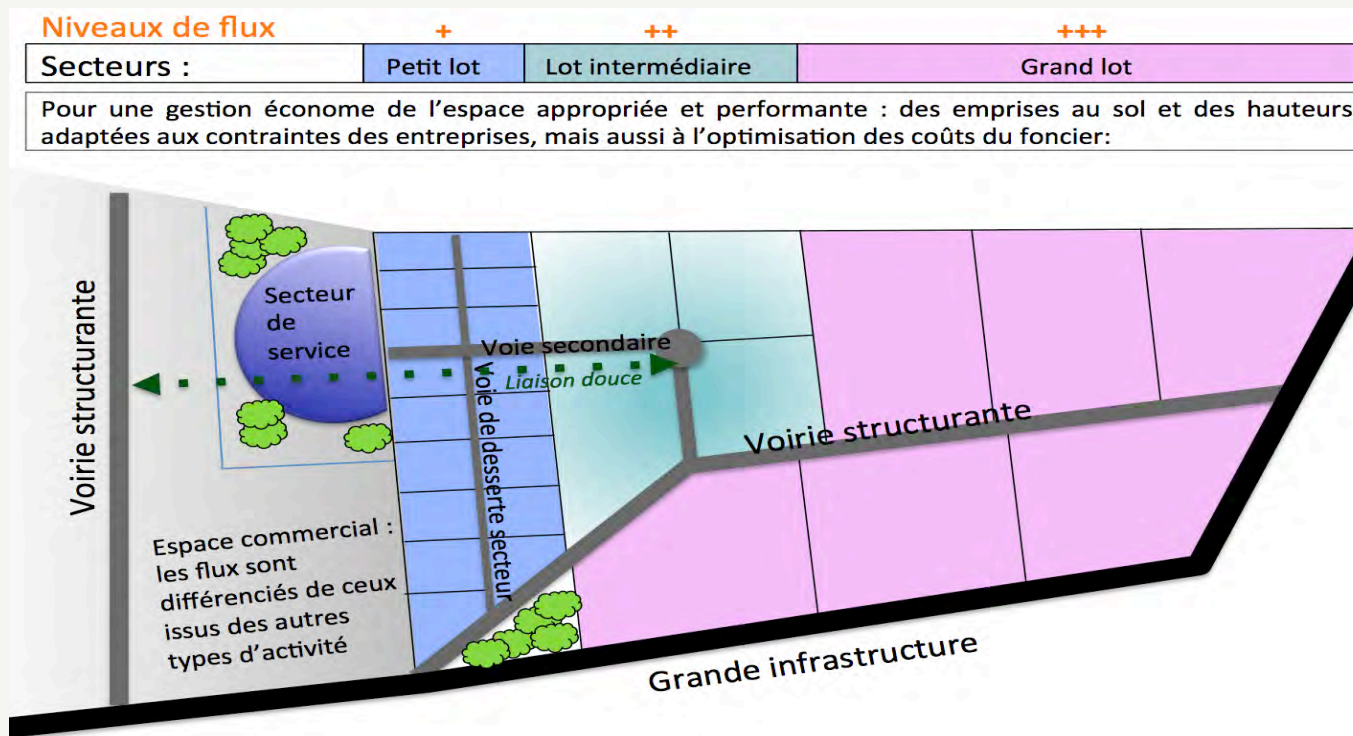 Niveaux de flux + ++ +++
Secteurs : Petit lot Lot intermédiaire Grand lot
Pour une gestion économe de l’espace appropriée et performante : des emprises au sol et des hauteurs
adaptées aux contraintes des entreprises, mais aussi à l’optimisation des coûts du foncier:
Voirie structurante
Secteur
de
service
Voie secondaire
Liaison douce
Voie de desserte secteur
Voirie structurante
Espace commercial :
les flux sont
différenciés de ceux
issus des autres
types d’activité
Grande infrastructure